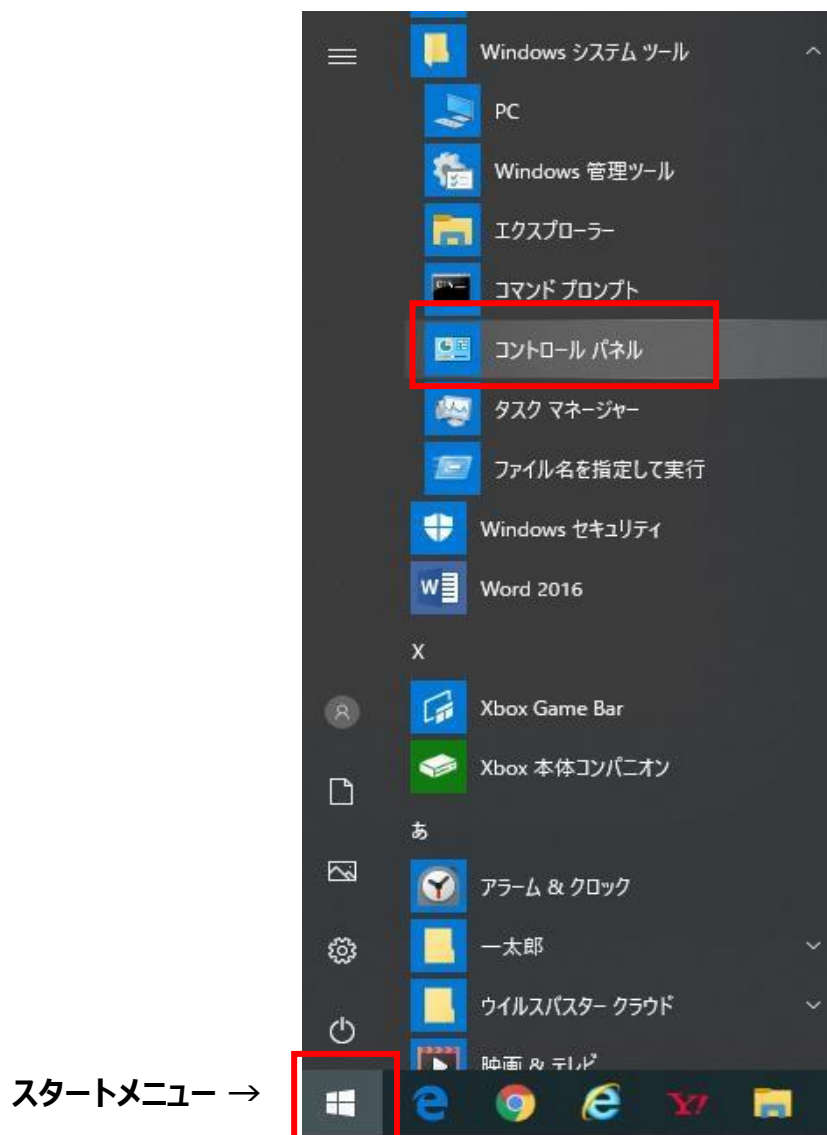 Windows システム ツール
PC
Windows 管理ツール
エクスプローラー
コマンド プロンプト
コントロール パネル
タスク マネージャー
ファイル名を指定して実行
Windows セキュリティ
Word 2016
X
Xbox Game Bar
Xbox 本体コンパニオン
あ
アラーム & クロック
一太郎
ウイルスバスター クラウド
映画 & テレビ
スタートメニュー →